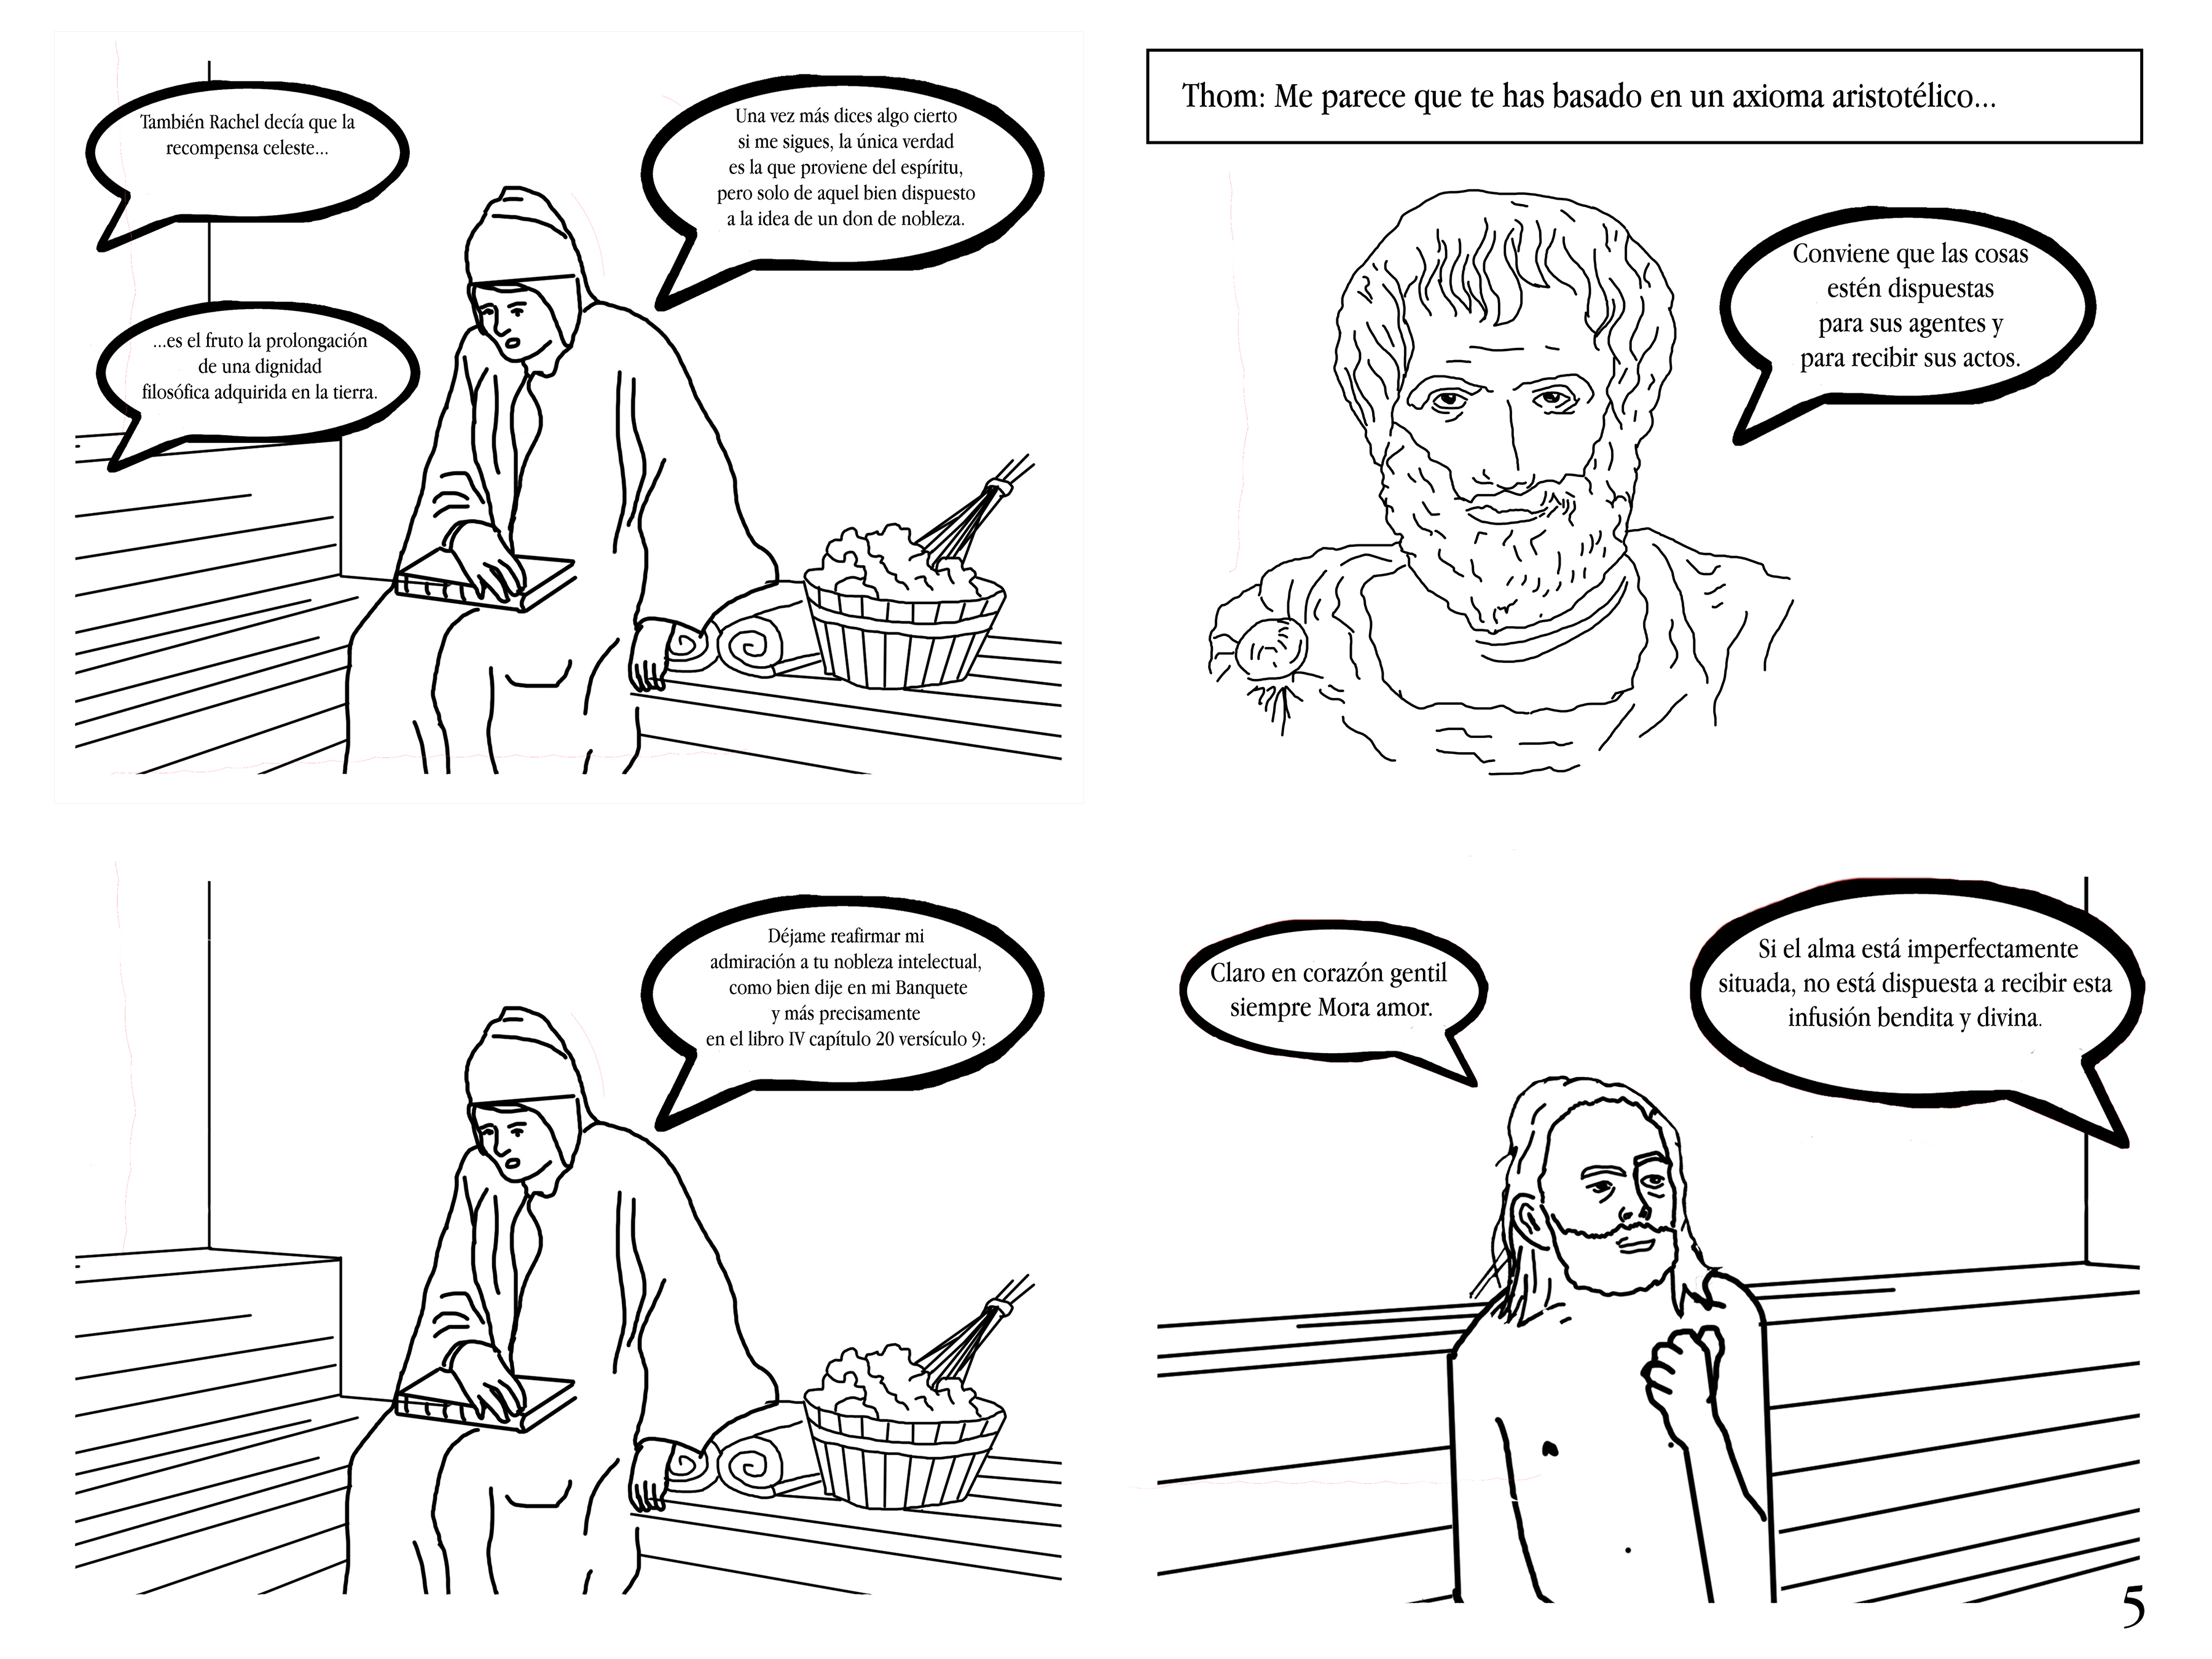 También Rachel decía que la
recompensa celeste...
...es el fruto la prolongación
de una dignidad
filosófica adquirida en la tierra.
Una vez más dices algo cierto
si me sigues, la única verdad
es la que proviene del espíritu,
pero solo de aquel bien dispuesto
a la idea de un don de nobleza.
Thom: Me parece que te has basado en un axioma aristotélico...
Conviene que las cosas
estén dispuestas
para sus agentes y
para recibir sus actos.
Déjame reafirmar mi
admiración a tu nobleza intelectual,
como bien dije en mi Banquete
y más precisamente
en el libro IV capítulo 20 versículo 9:
Claro en corazón gentil
siempre Mora amor.
Si el alma está imperfectamente
situada, no está dispuesta a recibir esta
infusión bendita y divina.
5